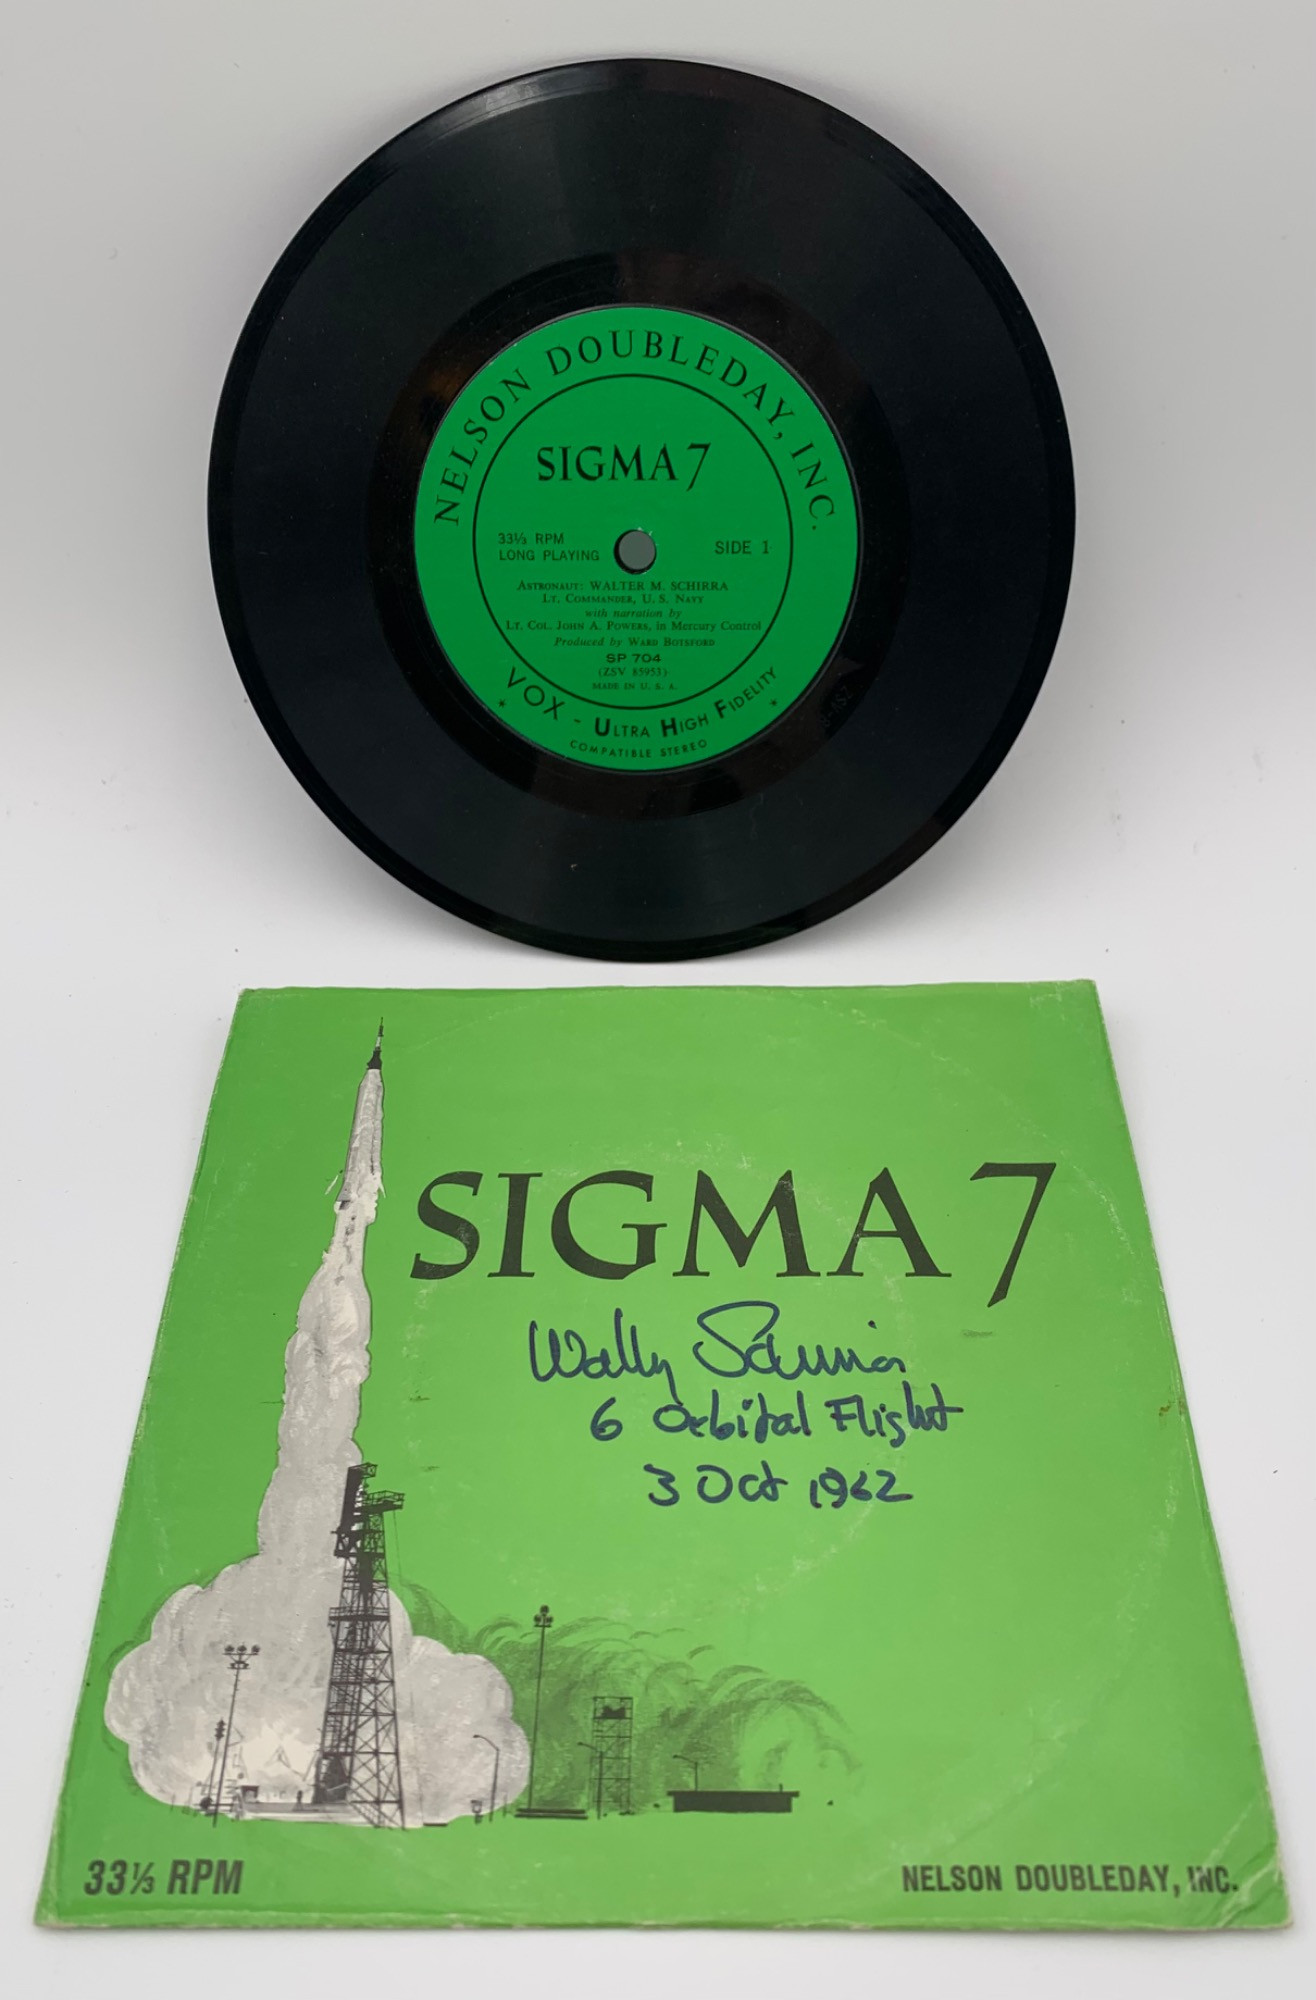 NELSON DOUBLEDAY, INC.
SIGMA 7
33⅓ RPM
LONG PLAYING
SIDE 1
ASTRONAUT: WALTER M. SCHIRRA
LT. COMMANDER, U. S. NAVY
with narration by
LT. COL. JOHN A. POWERS, in Mercury Control
Produced by WARD BOTSFORD
SP 704
(ZSV 85953)
MADE IN U. S. A.
* VOX - ULTRA HIGH FIDELITY *
COMPATIBLE STEREO
SIGMA 7
Wally Schirra
6 Orbital Flight
3 Oct 1962
33⅓ RPM
NELSON DOUBLEDAY, INC.